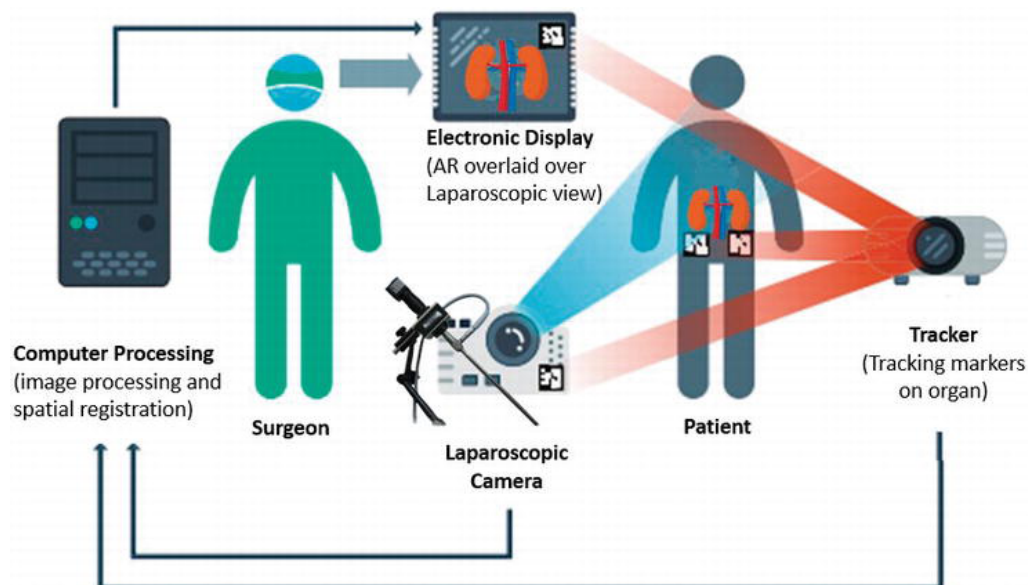 Electronic Display
(AR overlaid over
Laparoscopic view)
Computer Processing
(image processing and
spatial registration)
Surgeon
Laparoscopic
Camera
Patient
Tracker
(Tracking markers
on organ)